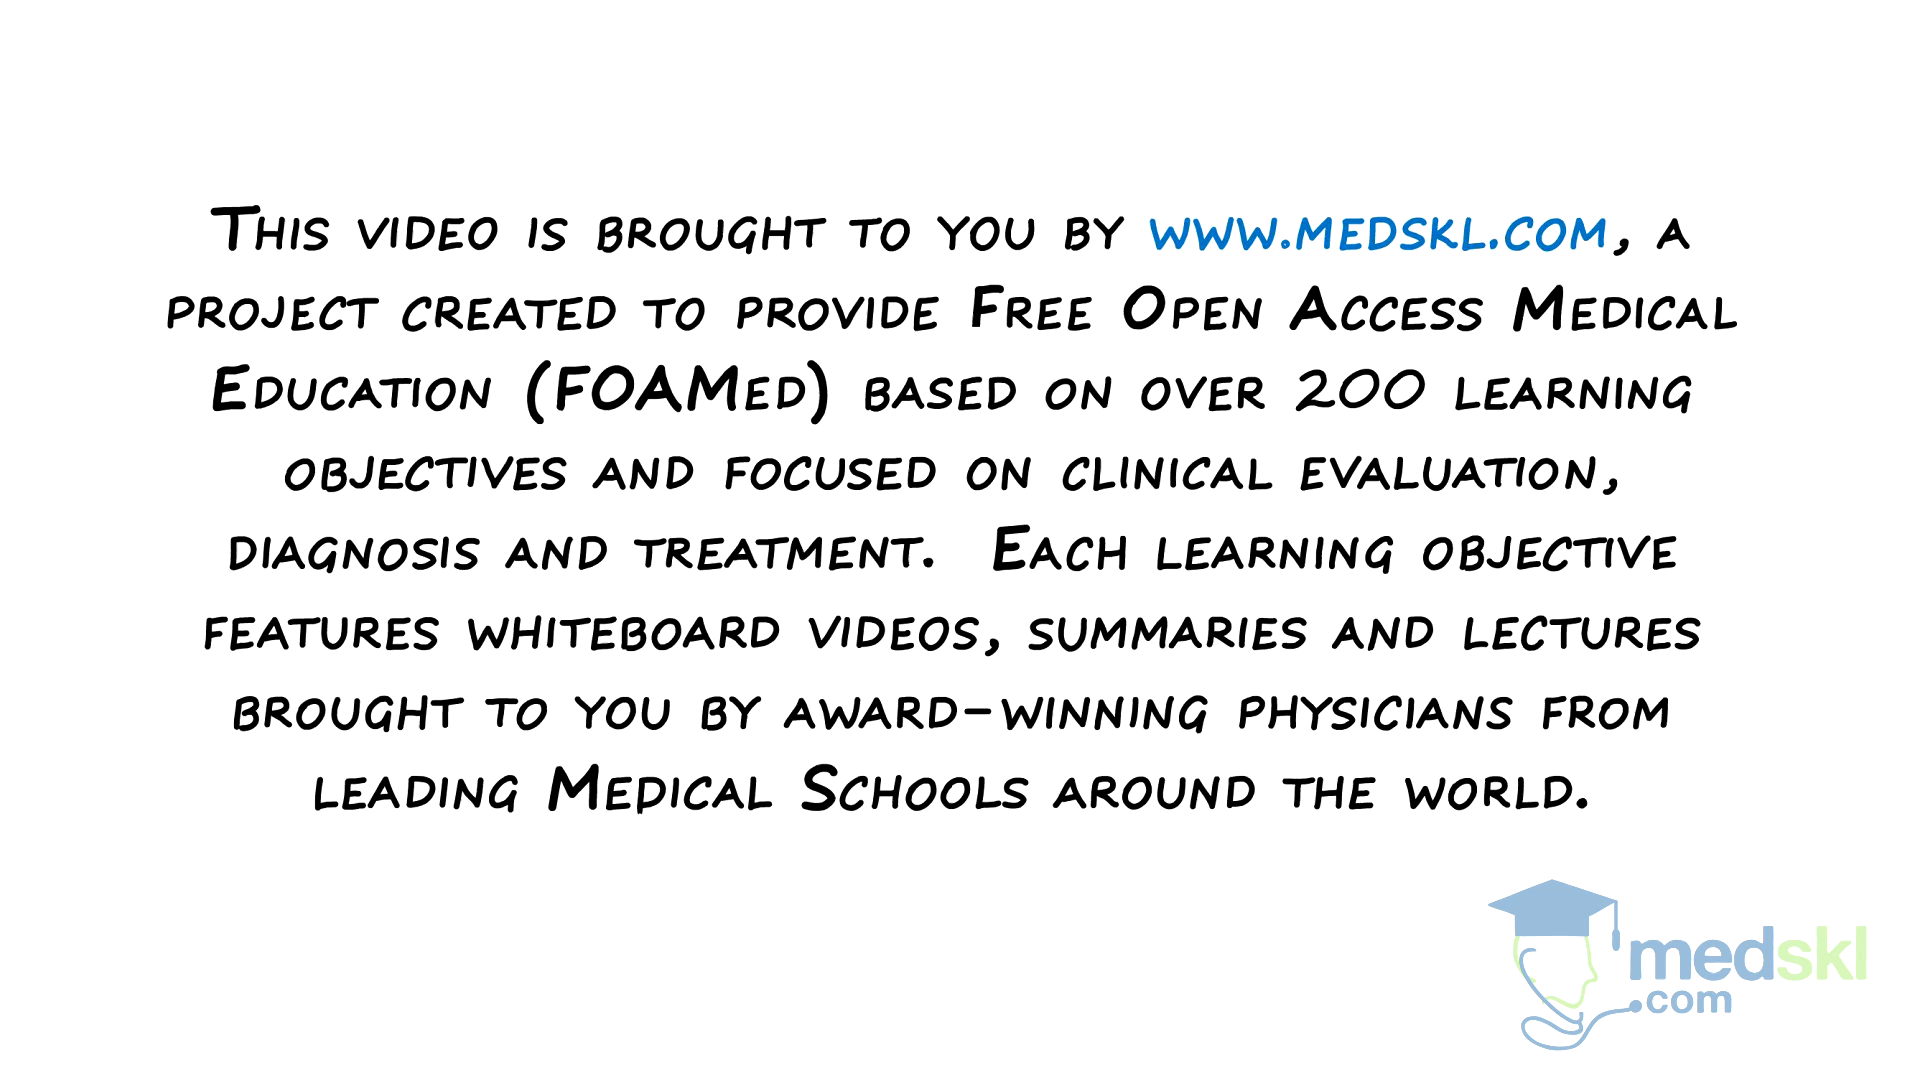 This video is brought to you by www.medskl.com, a
project created to provide Free Open Access Medical
Education (FOAMed) based on over 200 learning
objectives and focused on clinical evaluation,
diagnosis and treatment.  Each learning objective
features whiteboard videos, summaries and lectures
brought to you by award-winning physicians from
leading Medical Schools around the world.
medskl
.com